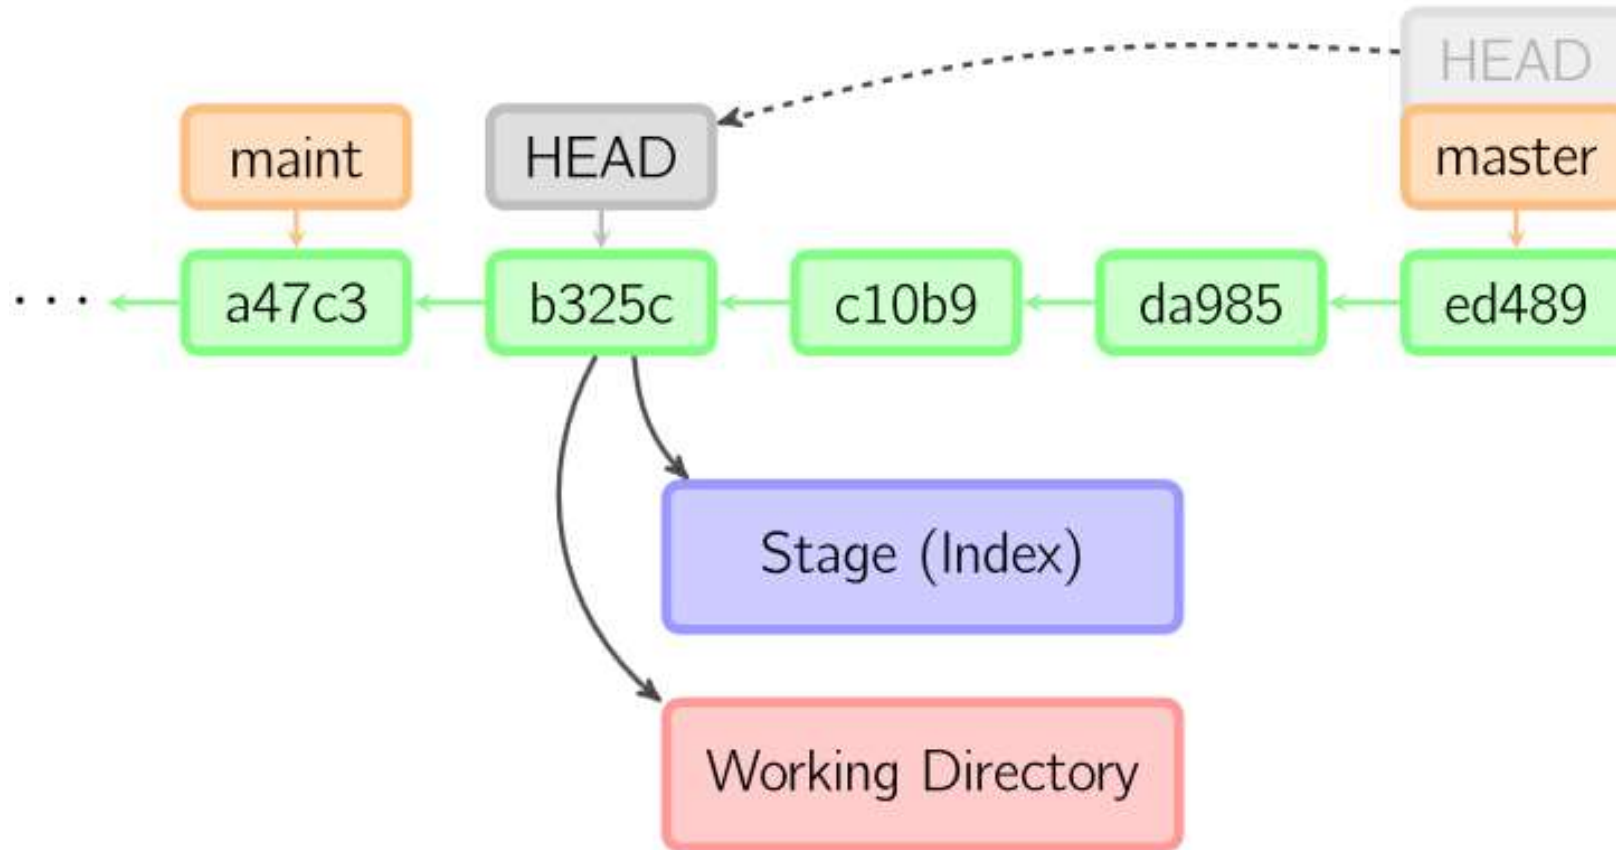 HEAD
maint
HEAD
master
...
a47c3
b325c
c10b9
da985
ed489
Stage (Index)
Working Directory